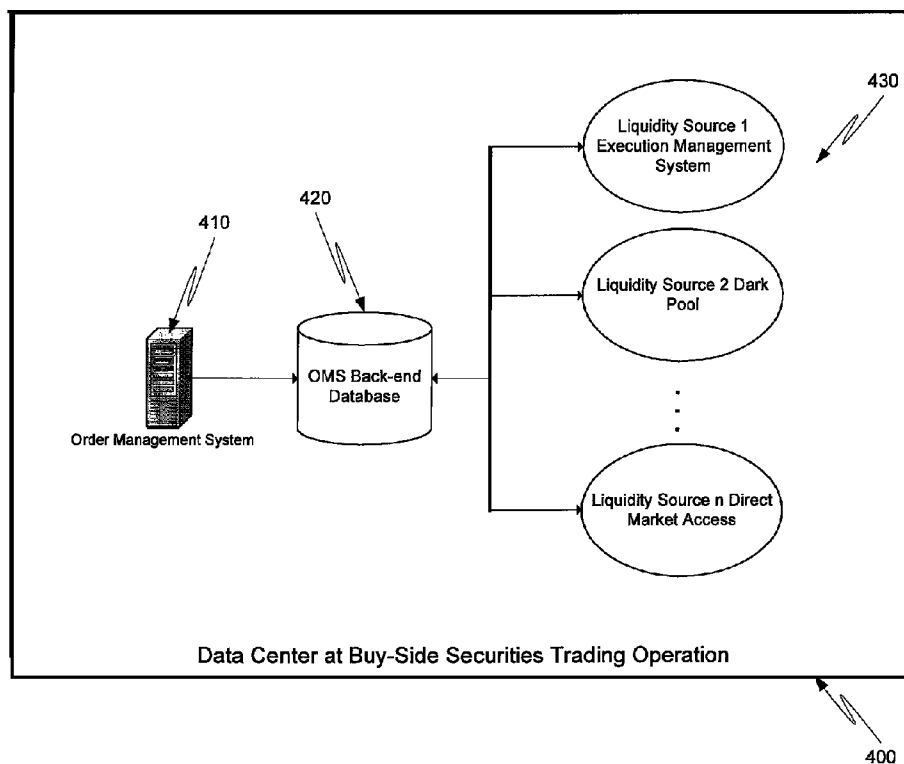 430
Liquidity Source 1
Execution Management
System
410
420
Liquidity Source 2 Dark
Pool
OMS Back-end
Database
Order Management System
Liquidity Source n Direct
Market Access
Data Center at Buy-Side Securities Trading Operation
400